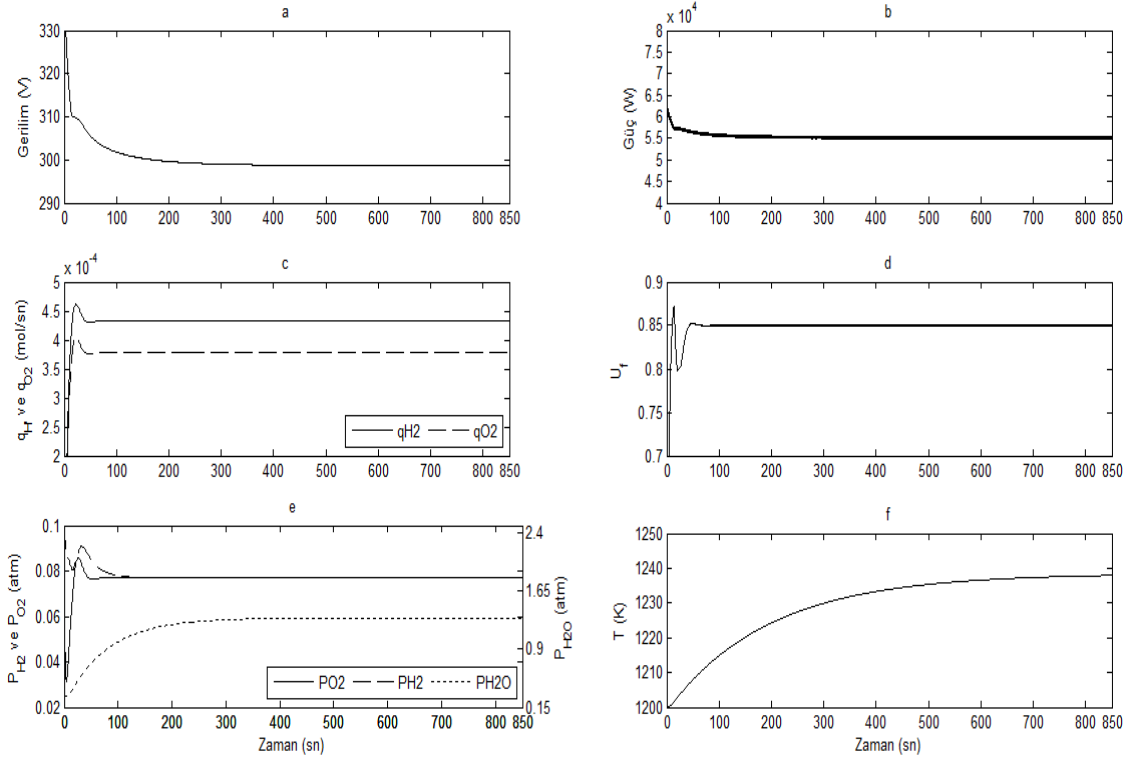 a
330
320
310
300
290
Gerilim (V)
0 100 200 300 400 500 600 700 800 850
b
x 10^4
8
7.5
7
6.5
6
5.5
5
4.5
4
Güç (W)
0 100 200 300 400 500 600 700 800 850
c
x 10^-4
5
4.5
4
3.5
3
2.5
2
q_H ve q_O2 (mol/sn)
qH2 qO2
0 100 200 300 400 500 600 700 800 850
d
0.9
0.85
0.8
0.75
0.7
U_f
0 100 200 300 400 500 600 700 800 850
e
0.1
0.08
0.06
0.04
0.02
P_H2 ve P_O2 (atm)
2.4
1.65
0.9
0.15
P_H2O (atm)
PO2 PH2 PH2O
0 100 200 300 400 500 600 700 800 850
Zaman (sn)
f
1250
1240
1230
1220
1210
1200
T (K)
0 100 200 300 400 500 600 700 800 850
Zaman (sn)